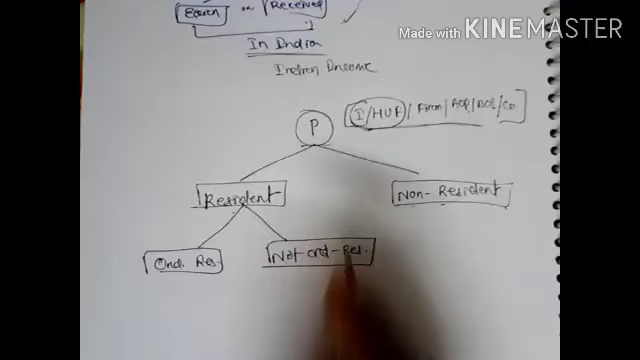 Earn or Received
Made with KINEMASTER
In India
Indian Income
I/HUF/Firm/AOP/BOI/Co
P
Resident
Non-Resident
Ord. Res.
Not-ord-Res.